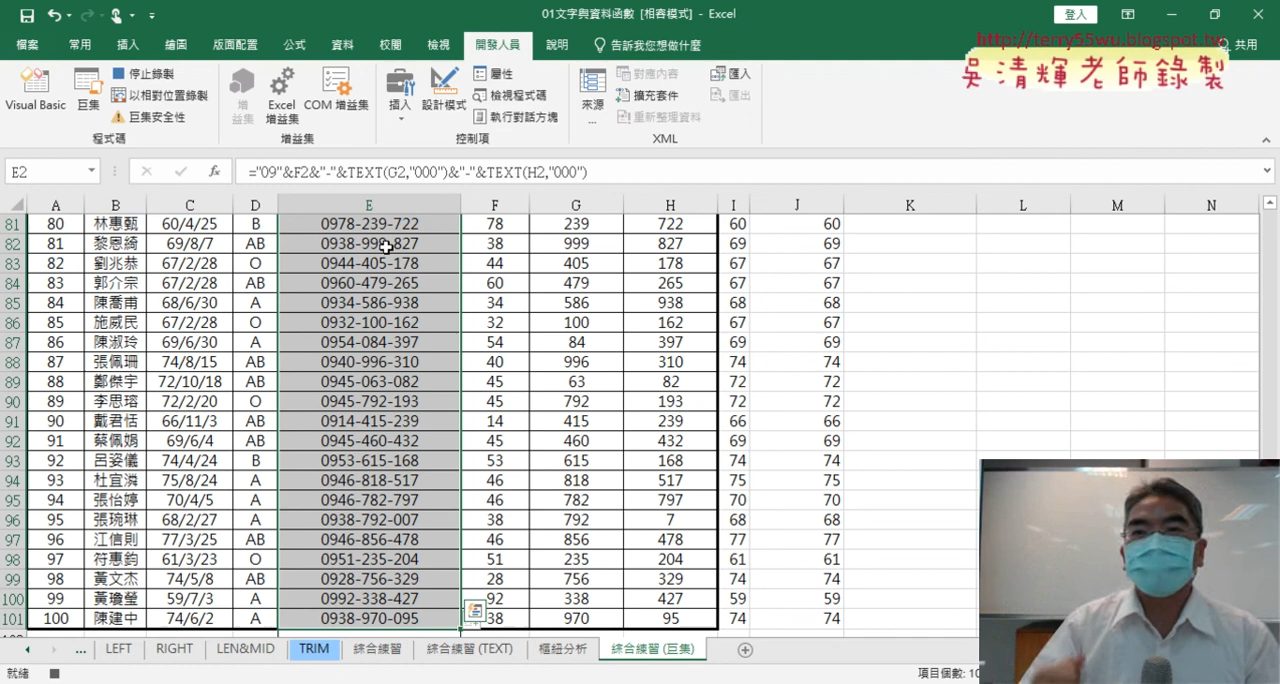 01文字與資料函數 [相容模式] - Excel
登入
檔案 常用 插入 繪圖 版面配置 公式 資料 校閱 檢視 開發人員 說明 告訴我您想做什麼 共用
http://terry55wu.blogspot.tw
吳清輝老師錄製
Visual Basic 巨集 停止錄製 以相對位置錄製 巨集安全性
增益集 Excel 增益集 COM 增益集
插入 設計模式 屬性 檢視程式碼 執行對話方塊
來源... 對應內容 擴充套件 重新整理資料 匯入 匯出
程式碼 增益集 控制項 XML
E2 fx ="09"&F2&"-"&TEXT(G2,"000")&"-"&TEXT(H2,"000")
A B C D E F G H I J K L M N
81 80 林惠甄 60/4/25 B 0978-239-722 78 239 722 60 60
82 81 黎恩綺 69/8/7 AB 0938-999-827 38 999 827 69 69
83 82 劉兆恭 67/2/28 O 0944-405-178 44 405 178 67 67
84 83 郭介宗 67/2/28 AB 0960-479-265 60 479 265 67 67
85 84 陳喬甫 68/6/30 A 0934-586-938 34 586 938 68 68
86 85 施威民 67/2/28 O 0932-100-162 32 100 162 67 67
87 86 陳淑玲 69/6/30 A 0954-084-397 54 84 397 69 69
88 87 張佩珊 74/8/15 AB 0940-996-310 40 996 310 74 74
89 88 鄭傑宇 72/10/18 AB 0945-063-082 45 63 82 72 72
90 89 李思瑢 72/2/20 O 0945-792-193 45 792 193 72 72
91 90 戴君恬 66/11/3 AB 0914-415-239 14 415 239 66 66
92 91 蔡佩娟 69/6/4 AB 0945-460-432 45 460 432 69 69
93 92 呂姿儀 74/4/24 B 0953-615-168 53 615 168 74 74
94 93 杜宜潾 75/8/24 A 0946-818-517 46 818 517 75 75
95 94 張怡婷 70/4/5 A 0946-782-797 46 782 797 70 70
96 95 張琬琳 68/2/27 A 0938-792-007 38 792 7 68 68
97 96 江信則 77/3/25 AB 0946-856-478 46 856 478 77 77
98 97 符惠鈞 61/3/23 O 0951-235-204 51 235 204 61 61
99 98 黃文杰 74/5/8 AB 0928-756-329 28 756 329 74 74
100 99 黃瓊瑩 59/7/3 A 0992-338-427 92 338 427 59 59
101 100 陳建中 74/6/2 A 0938-970-095 38 970 95 74 74
... LEFT RIGHT LEN&MID TRIM 綜合練習 綜合練習 (TEXT) 樞紐分析 綜合練習 (巨集)
就緒 項目個數: 10